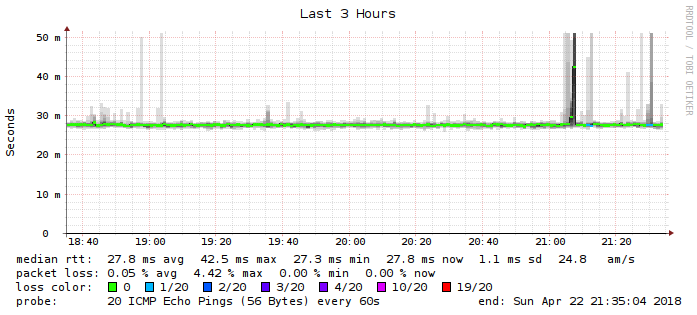 Last 3 Hours
RRDTOOL / TOBI OETIKER
Seconds
50 m
40 m
30 m
20 m
10 m
0
18:40 19:00 19:20 19:40 20:00 20:20 20:40 21:00 21:20
median rtt: 27.8 ms avg 42.5 ms max 27.3 ms min 27.8 ms now 1.1 ms sd 24.8 am/s
packet loss: 0.05 % avg 4.42 % max 0.00 % min 0.00 % now
loss color: 0 1/20 2/20 3/20 4/20 10/20 19/20
probe: 20 ICMP Echo Pings (56 Bytes) every 60s end: Sun Apr 22 21:35:04 2018